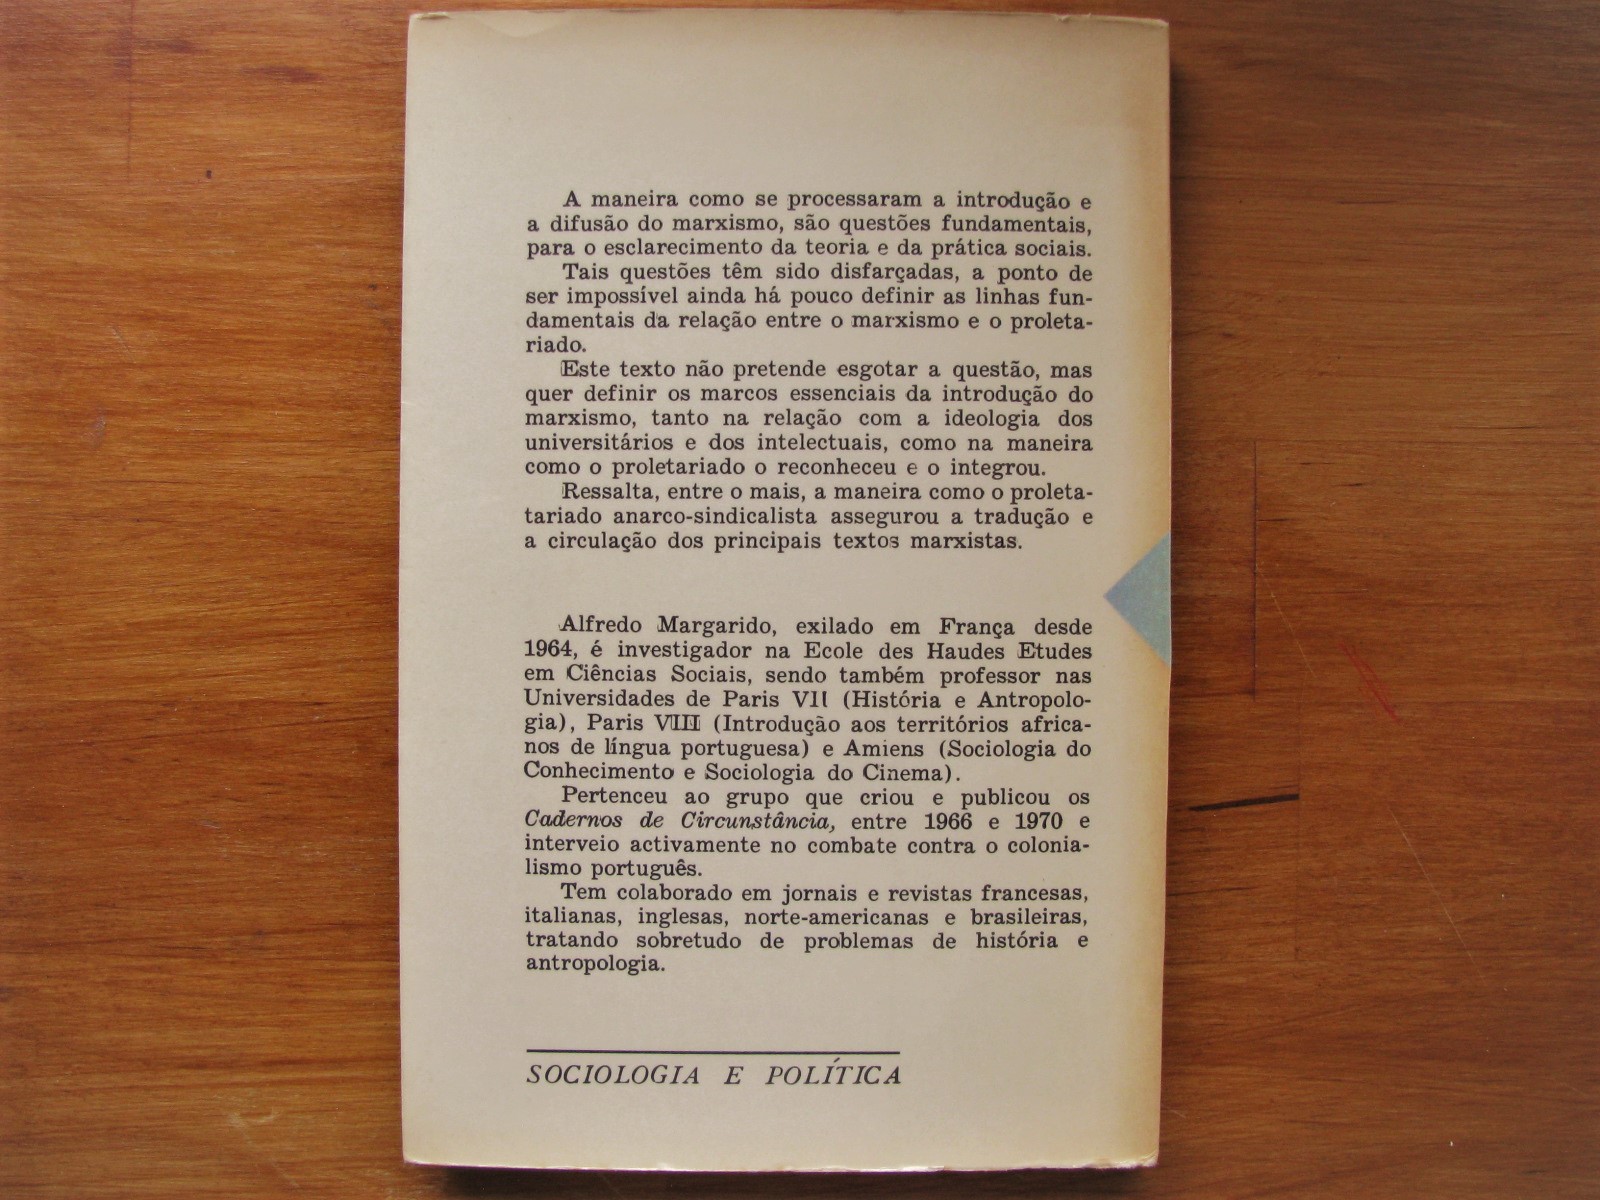 A maneira como se processaram a introdução e
a difusão do marxismo, são questões fundamentais,
para o esclarecimento da teoria e da prática sociais.
Tais questões têm sido disfarçadas, a ponto de
ser impossível ainda há pouco definir as linhas fun-
damentais da relação entre o marxismo e o proleta-
riado.
Este texto não pretende esgotar a questão, mas
quer definir os marcos essenciais da introdução do
marxismo, tanto na relação com a ideologia dos
universitários e dos intelectuais, como na maneira
como o proletariado o reconheceu e o integrou.
Ressalta, entre o mais, a maneira como o proleta-
tariado anarco-sindicalista assegurou a tradução e
a circulação dos principais textos marxistas.
Alfredo Margarido, exilado em França desde
1964, é investigador na Ecole des Haudes Etudes
em Ciências Sociais, sendo também professor nas
Universidades de Paris VII (História e Antropolo-
gia), Paris VIII (Introdução aos territórios africa-
nos de língua portuguesa) e Amiens (Sociologia do
Conhecimento e Sociologia do Cinema).
Pertenceu ao grupo que criou e publicou os
Cadernos de Circunstância, entre 1966 e 1970 e
interveio activamente no combate contra o colonia-
lismo português.
Tem colaborado em jornais e revistas francesas,
italianas, inglesas, norte-americanas e brasileiras,
tratando sobretudo de problemas de história e
antropologia.
SOCIOLOGIA E POLÍTICA